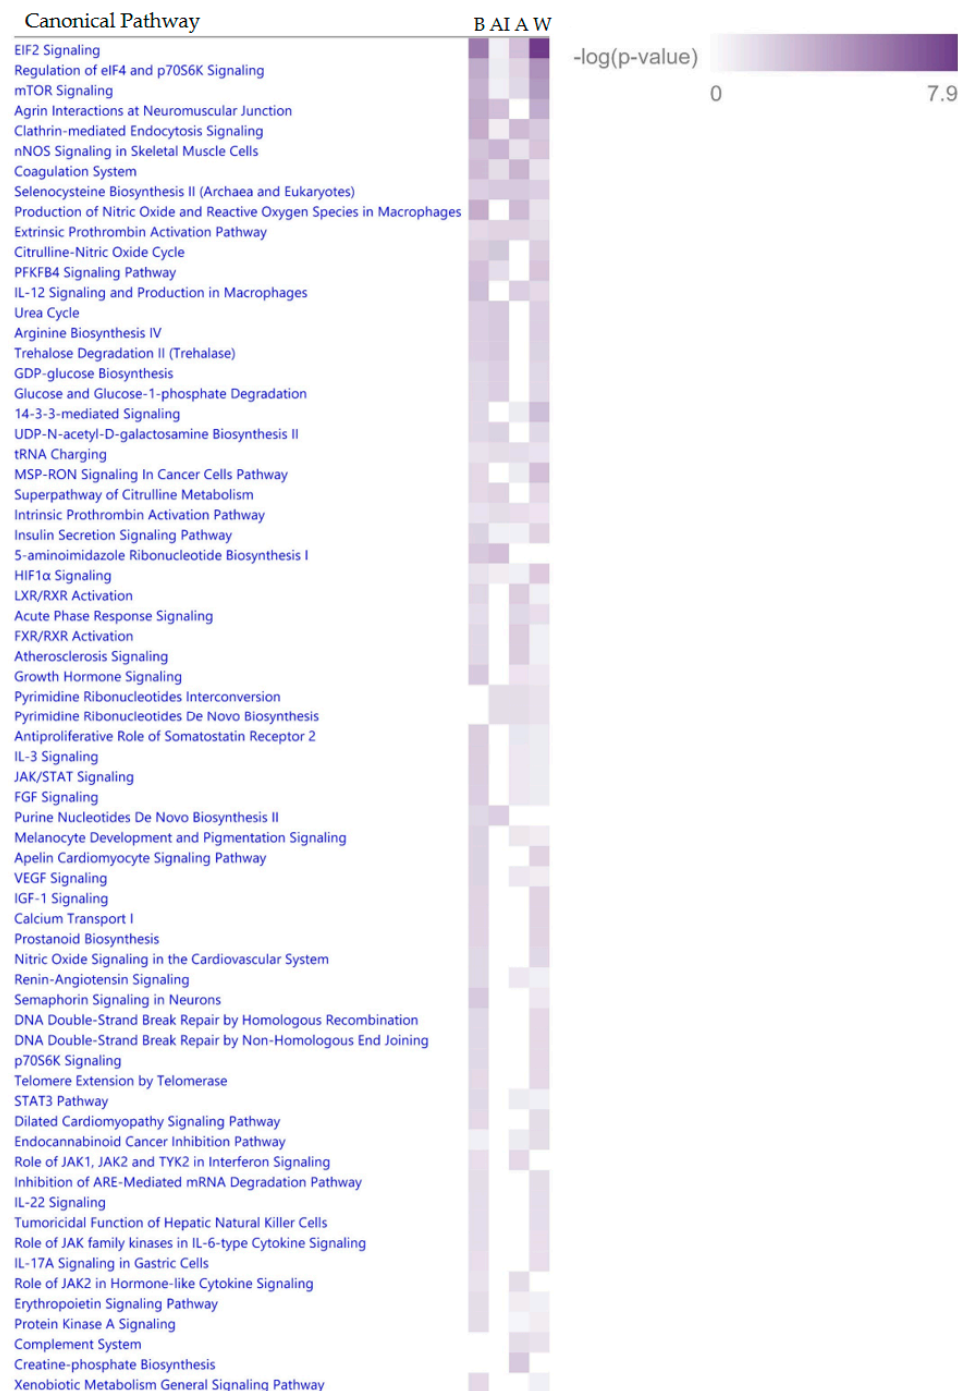 Canonical Pathway B AI A W
-log(p-value)
0 7.9
EIF2 Signaling
Regulation of eIF4 and p70S6K Signaling
mTOR Signaling
Agrin Interactions at Neuromuscular Junction
Clathrin-mediated Endocytosis Signaling
nNOS Signaling in Skeletal Muscle Cells
Coagulation System
Selenocysteine Biosynthesis II (Archaea and Eukaryotes)
Production of Nitric Oxide and Reactive Oxygen Species in Macrophages
Extrinsic Prothrombin Activation Pathway
Citrulline-Nitric Oxide Cycle
PFKFB4 Signaling Pathway
IL-12 Signaling and Production in Macrophages
Urea Cycle
Arginine Biosynthesis IV
Trehalose Degradation II (Trehalase)
GDP-glucose Biosynthesis
Glucose and Glucose-1-phosphate Degradation
14-3-3-mediated Signaling
UDP-N-acetyl-D-galactosamine Biosynthesis II
tRNA Charging
MSP-RON Signaling In Cancer Cells Pathway
Superpathway of Citrulline Metabolism
Intrinsic Prothrombin Activation Pathway
Insulin Secretion Signaling Pathway
5-aminoimidazole Ribonucleotide Biosynthesis I
HIF1α Signaling
LXR/RXR Activation
Acute Phase Response Signaling
FXR/RXR Activation
Atherosclerosis Signaling
Growth Hormone Signaling
Pyrimidine Ribonucleotides Interconversion
Pyrimidine Ribonucleotides De Novo Biosynthesis
Antiproliferative Role of Somatostatin Receptor 2
IL-3 Signaling
JAK/STAT Signaling
FGF Signaling
Purine Nucleotides De Novo Biosynthesis II
Melanocyte Development and Pigmentation Signaling
Apelin Cardiomyocyte Signaling Pathway
VEGF Signaling
IGF-1 Signaling
Calcium Transport I
Prostanoid Biosynthesis
Nitric Oxide Signaling in the Cardiovascular System
Renin-Angiotensin Signaling
Semaphorin Signaling in Neurons
DNA Double-Strand Break Repair by Homologous Recombination
DNA Double-Strand Break Repair by Non-Homologous End Joining
p70S6K Signaling
Telomere Extension by Telomerase
STAT3 Pathway
Dilated Cardiomyopathy Signaling Pathway
Endocannabinoid Cancer Inhibition Pathway
Role of JAK1, JAK2 and TYK2 in Interferon Signaling
Inhibition of ARE-Mediated mRNA Degradation Pathway
IL-22 Signaling
Tumoricidal Function of Hepatic Natural Killer Cells
Role of JAK family kinases in IL-6-type Cytokine Signaling
IL-17A Signaling in Gastric Cells
Role of JAK2 in Hormone-like Cytokine Signaling
Erythropoietin Signaling Pathway
Protein Kinase A Signaling
Complement System
Creatine-phosphate Biosynthesis
Xenobiotic Metabolism General Signaling Pathway